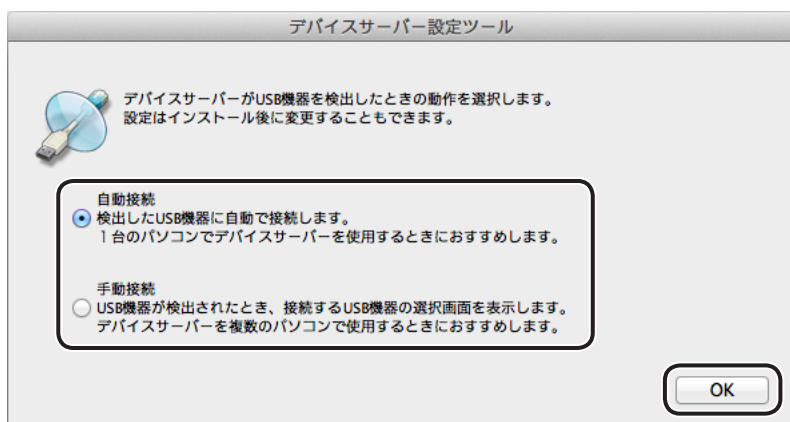 デバイスサーバー設定ツール
デバイスサーバーがUSB機器を検出したときの動作を選択します。
設定はインストール後に変更することもできます。
自動接続
検出したUSB機器に自動で接続します。
1台のパソコンでデバイスサーバーを使用するときにおすすめします。
手動接続
USB機器が検出されたとき、接続するUSB機器の選択画面を表示します。
デバイスサーバーを複数のパソコンで使用するときにおすすめします。
OK